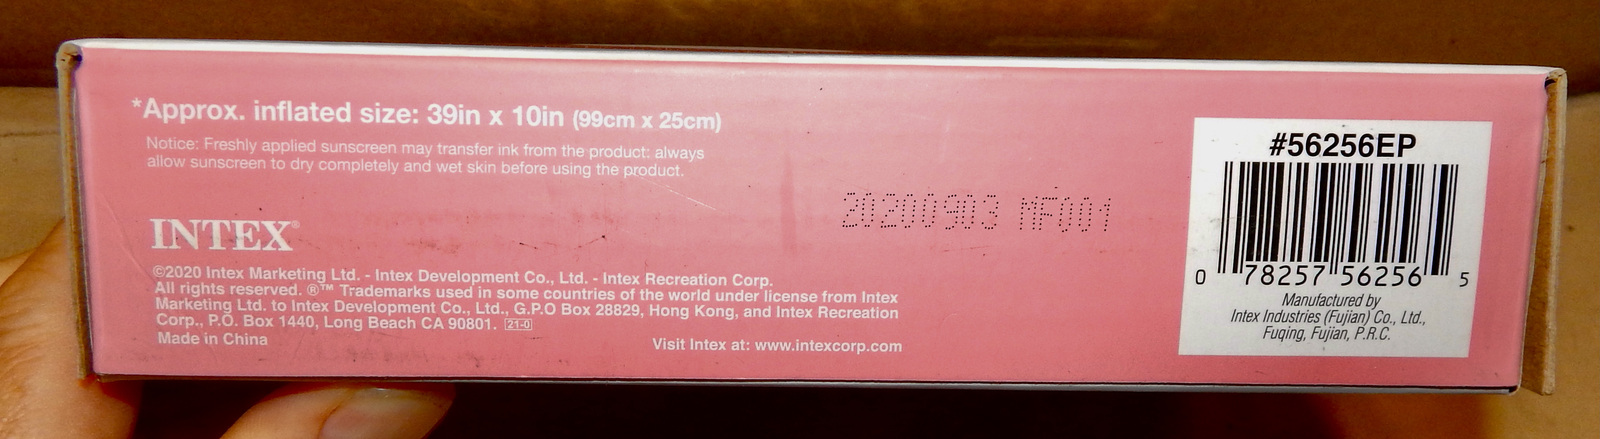 *Approx. inflated size: 39in x 10in (99cm x 25cm)
Notice: Freshly applied sunscreen may transfer ink from the product: always
allow sunscreen to dry completely and wet skin before using the product.
INTEX®
©2020 Intex Marketing Ltd. - Intex Development Co., Ltd. - Intex Recreation Corp.
All rights reserved. ®™ Trademarks used in some countries of the world under license from Intex
Marketing Ltd. to Intex Development Co., Ltd., G.P.O Box 28829, Hong Kong, and Intex Recreation
Corp., P.O. Box 1440, Long Beach CA 90801. 21-0
Made in China
Visit Intex at: www.intexcorp.com
20200903 MF001
#56256EP
0 78257 56256 5
Manufactured by
Intex Industries (Fujian) Co., Ltd.,
Fuqing, Fujian, P.R.C.